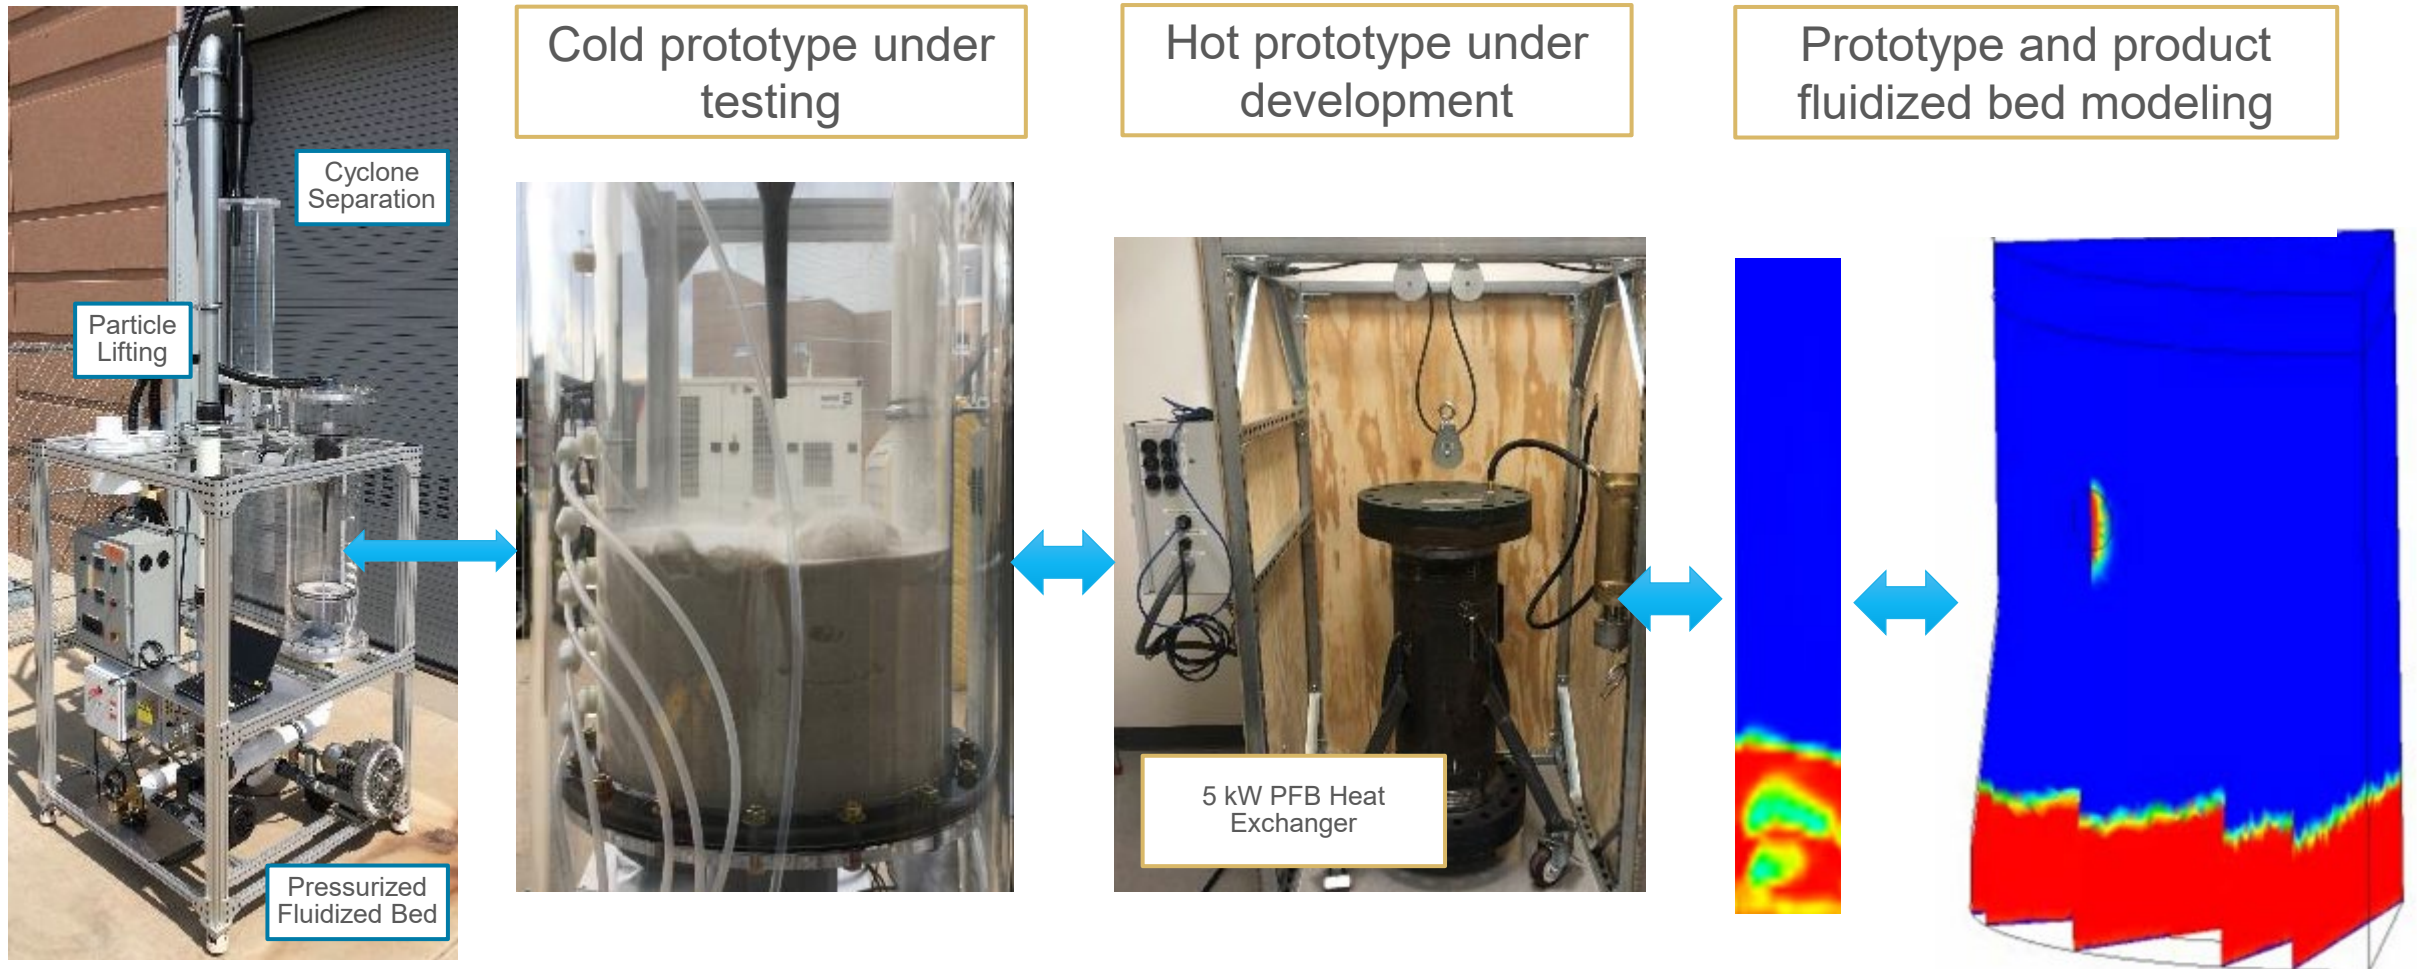 Cold prototype under
testing
Hot prototype under
development
Prototype and product
fluidized bed modeling
Cyclone
Separation
Particle
Lifting
5 kW PFB Heat
Exchanger
Pressurized
Fluidized Bed